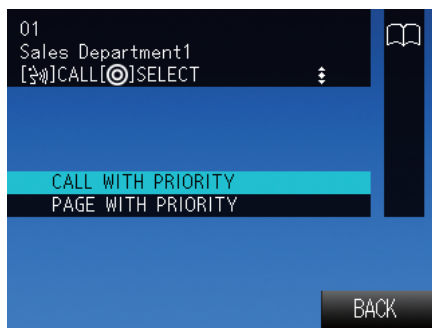 01
Sales Department1
[]CALL[◎]SELECT
CALL WITH PRIORITY
PAGE WITH PRIORITY
BACK